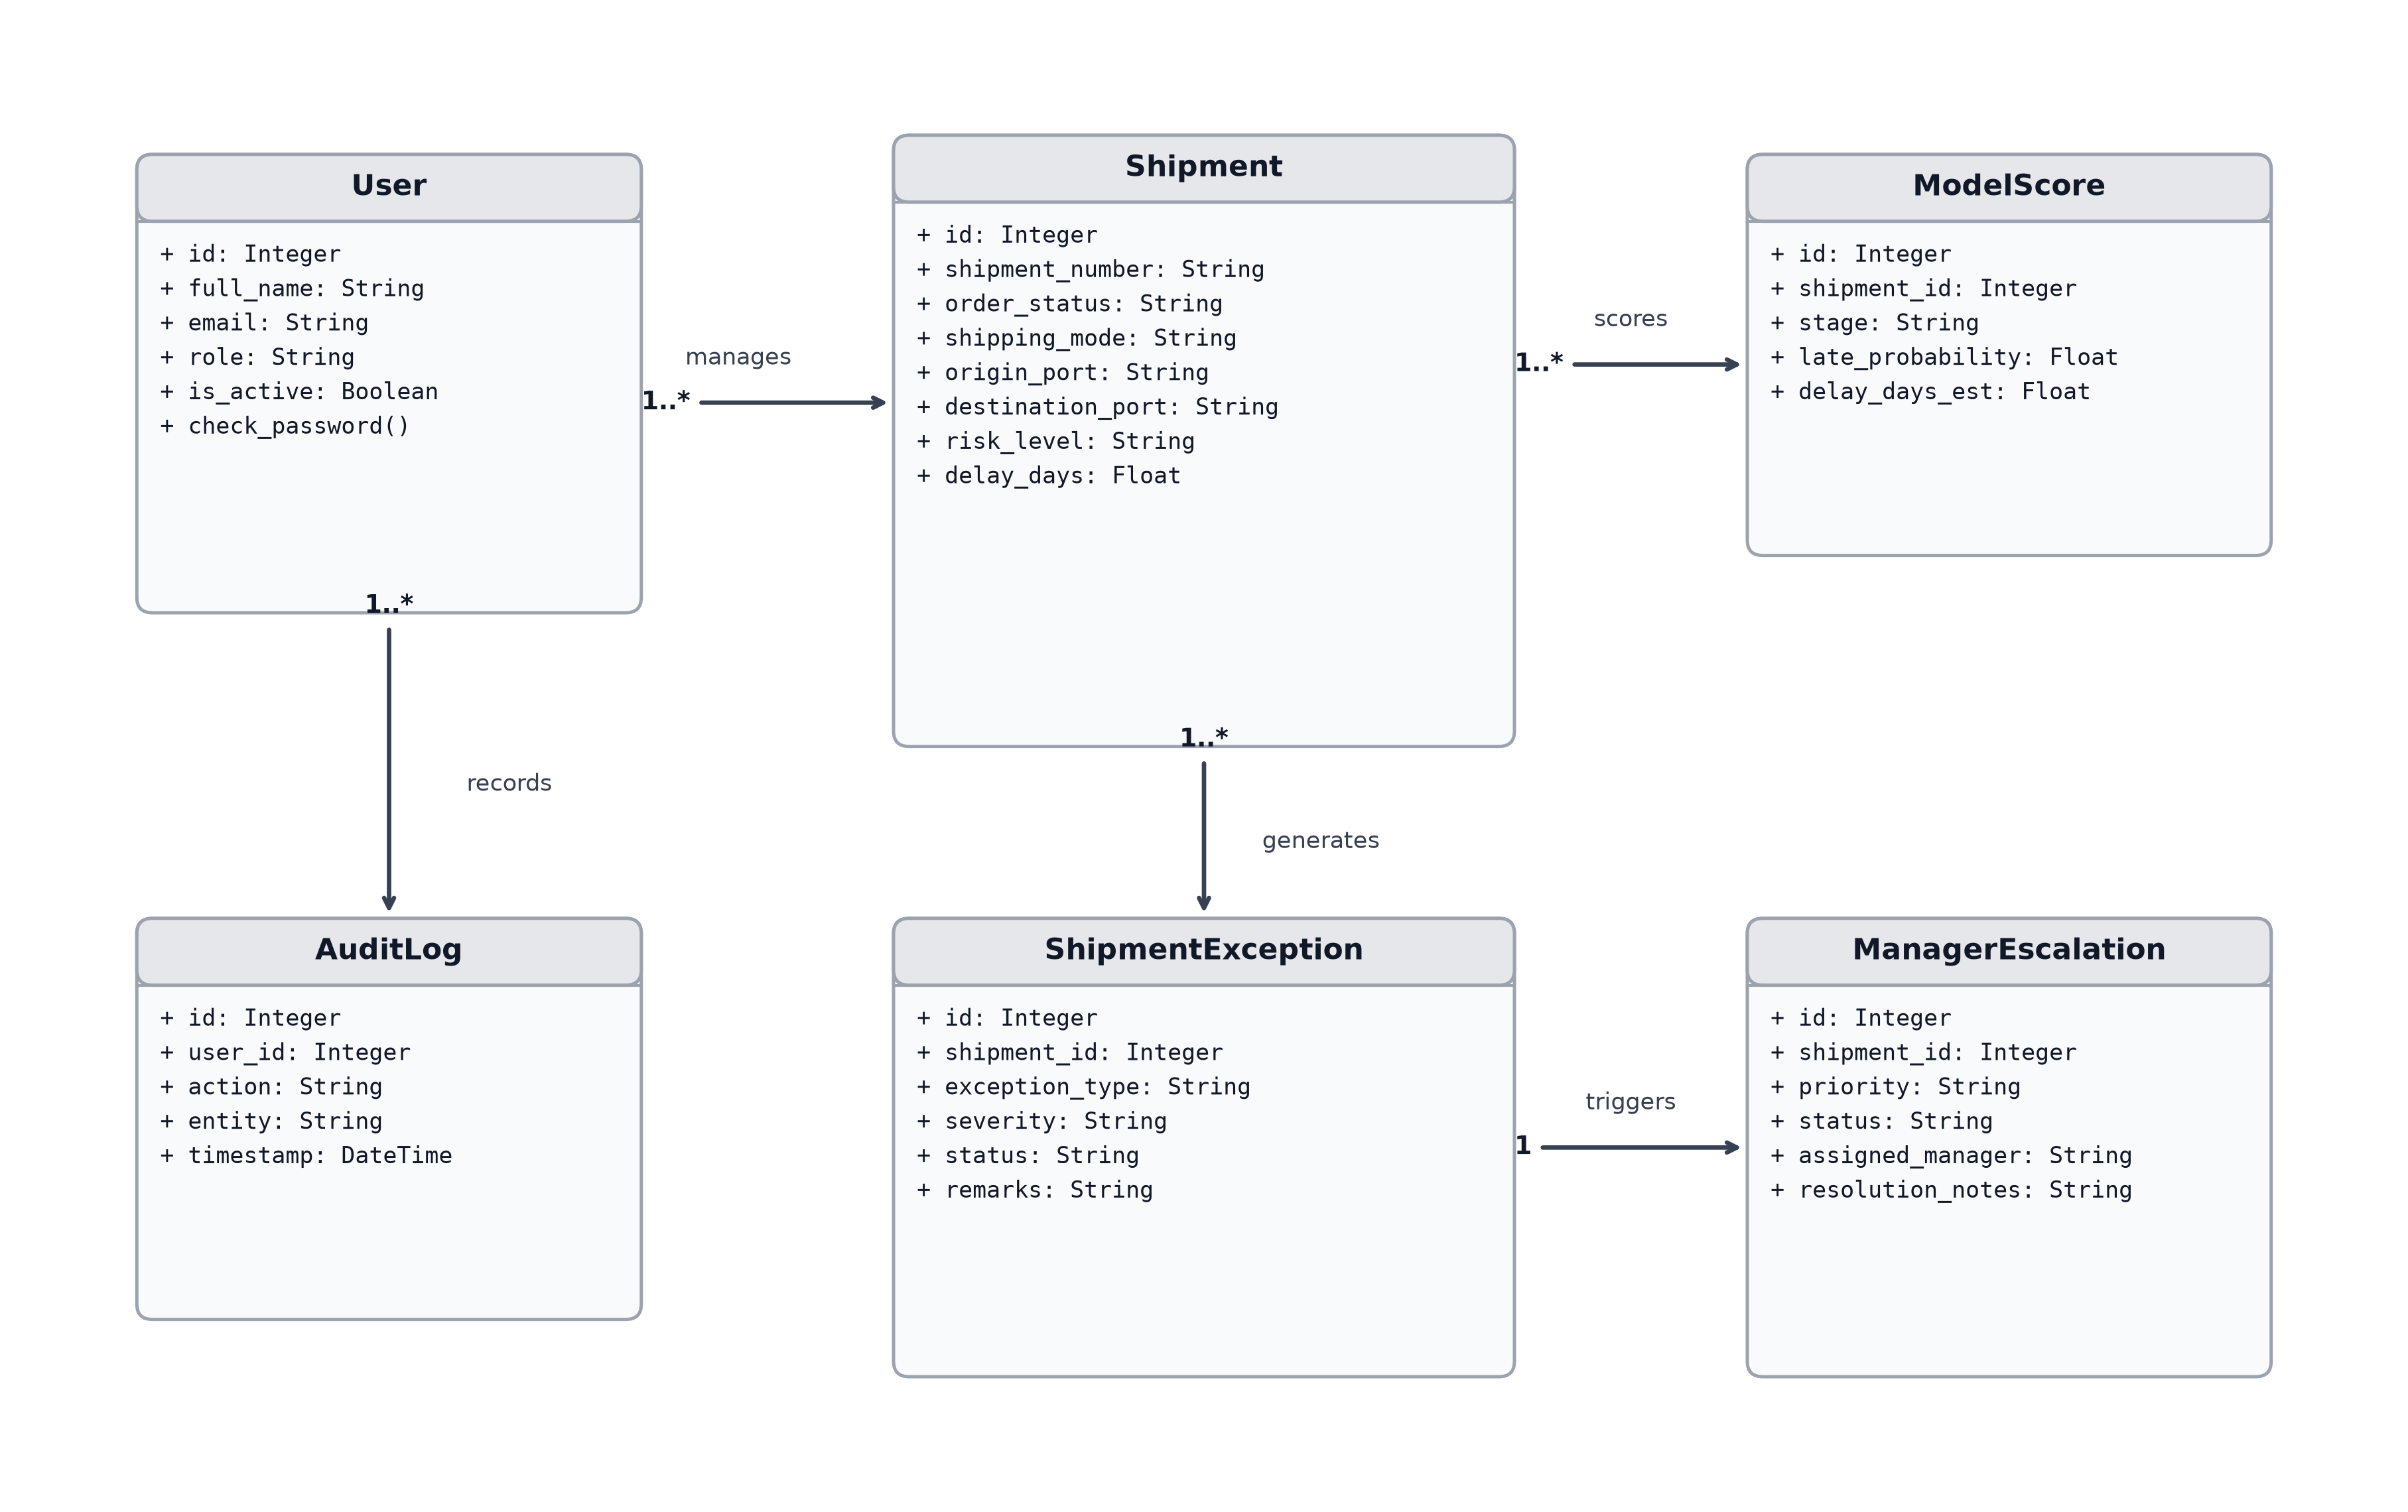 User
+ id: Integer
+ full_name: String
+ email: String
+ role: String
+ is_active: Boolean
+ check_password()
1..*
manages
1..*
Shipment
+ id: Integer
+ shipment_number: String
+ order_status: String
+ shipping_mode: String
+ origin_port: String
+ destination_port: String
+ risk_level: String
+ delay_days: Float
1..*
scores
1..*
ModelScore
+ id: Integer
+ shipment_id: Integer
+ stage: String
+ late_probability: Float
+ delay_days_est: Float
records
generates
AuditLog
+ id: Integer
+ user_id: Integer
+ action: String
+ entity: String
+ timestamp: DateTime
ShipmentException
+ id: Integer
+ shipment_id: Integer
+ exception_type: String
+ severity: String
+ status: String
+ remarks: String
triggers
1
ManagerEscalation
+ id: Integer
+ shipment_id: Integer
+ priority: String
+ status: String
+ assigned_manager: String
+ resolution_notes: String